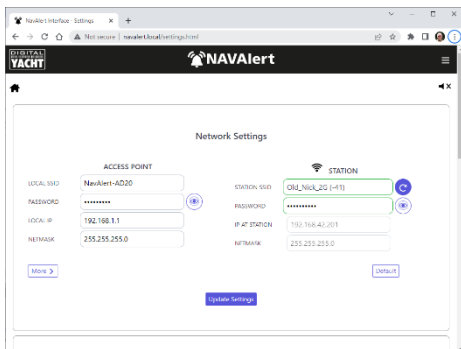 NavAlert Interface - Settings
Not secure | navalert.local/settings.html
DIGITAL
YACHT
NAVAlert
Network Settings
ACCESS POINT
STATION
LOCAL SSID
NavAlert-AD20
STATION SSID
Old_Nick_2G (-41)
PASSWORD
•••••••••
PASSWORD
••••••••••
LOCAL IP
192.168.1.1
IP AT STATION
192.168.42.201
NETMASK
255.255.255.0
NETMASK
255.255.255.0
More >
Default
Update Settings